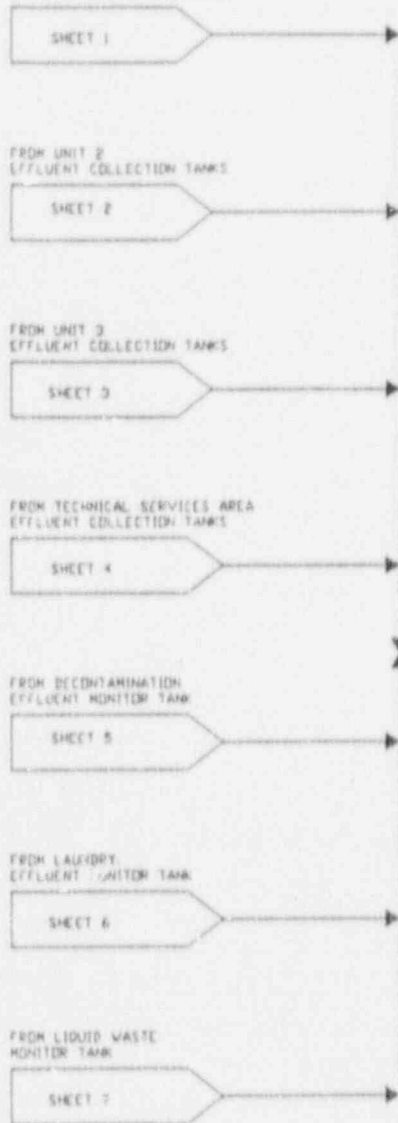 SHEET 1
FROM UNIT 2
EFFLUENT COLLECTION TANKS
SHEET 2
FROM UNIT 3
EFFLUENT COLLECTION TANKS
SHEET 3
FROM TECHNICAL SERVICES AREA
EFFLUENT COLLECTION TANKS
SHEET 4
FROM DECONTAMINATION
EFFLUENT MONITOR TANK
SHEET 5
FROM LAUNDRY
EFFLUENT MONITOR TANK
SHEET 6
FROM LIQUID WASTE
MONITOR TANK
SHEET 7